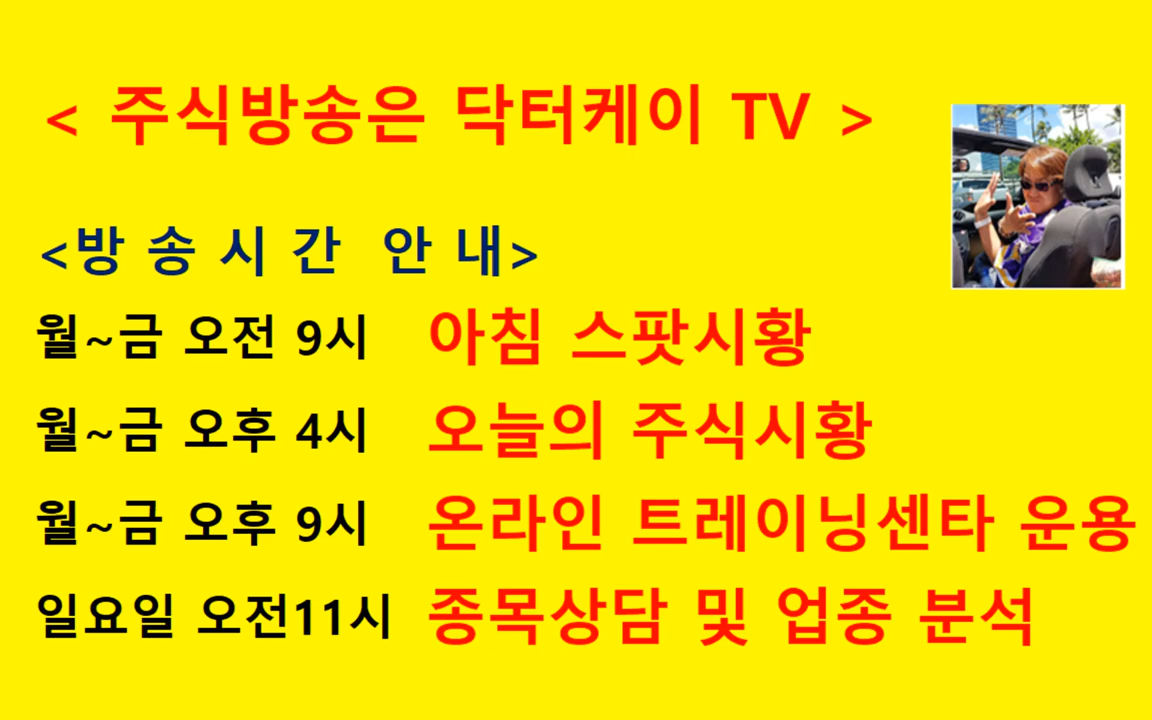 < 주식방송은 닥터케이 TV >
<방 송 시 간 안 내>
월~금 오전 9시 아침 스팟시황
월~금 오후 4시 오늘의 주식시황
월~금 오후 9시 온라인 트레이닝센타 운용
일요일 오전11시 종목상담 및 업종 분석